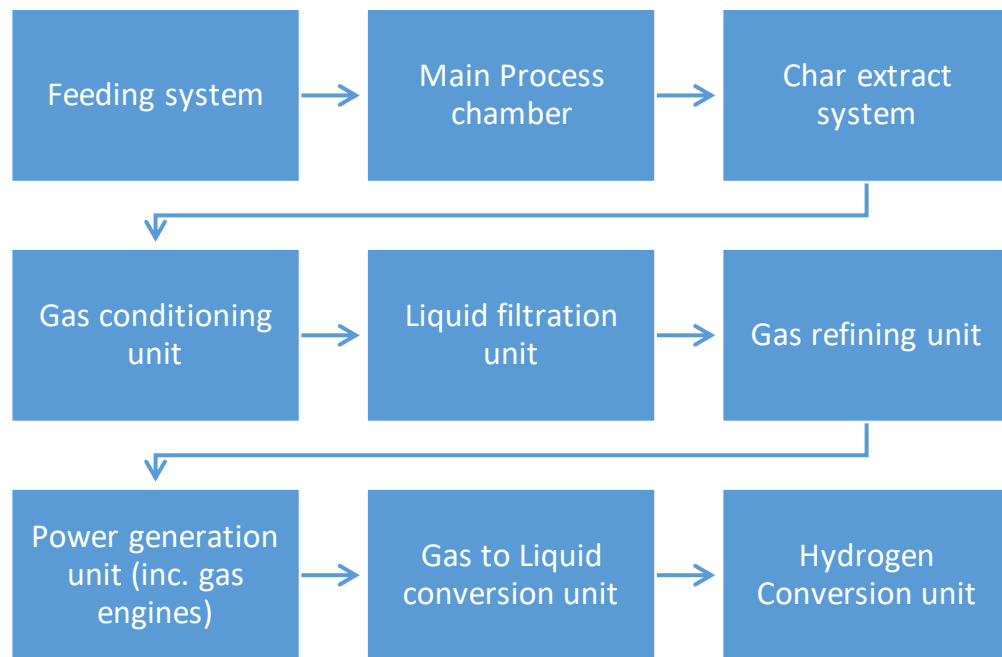 Feeding system
Main Process
chamber
Char extract
system
Gas conditioning
unit
Liquid filtration
unit
Gas refining unit
Power generation
unit (inc. gas
engines)
Gas to Liquid
conversion unit
Hydrogen
Conversion unit